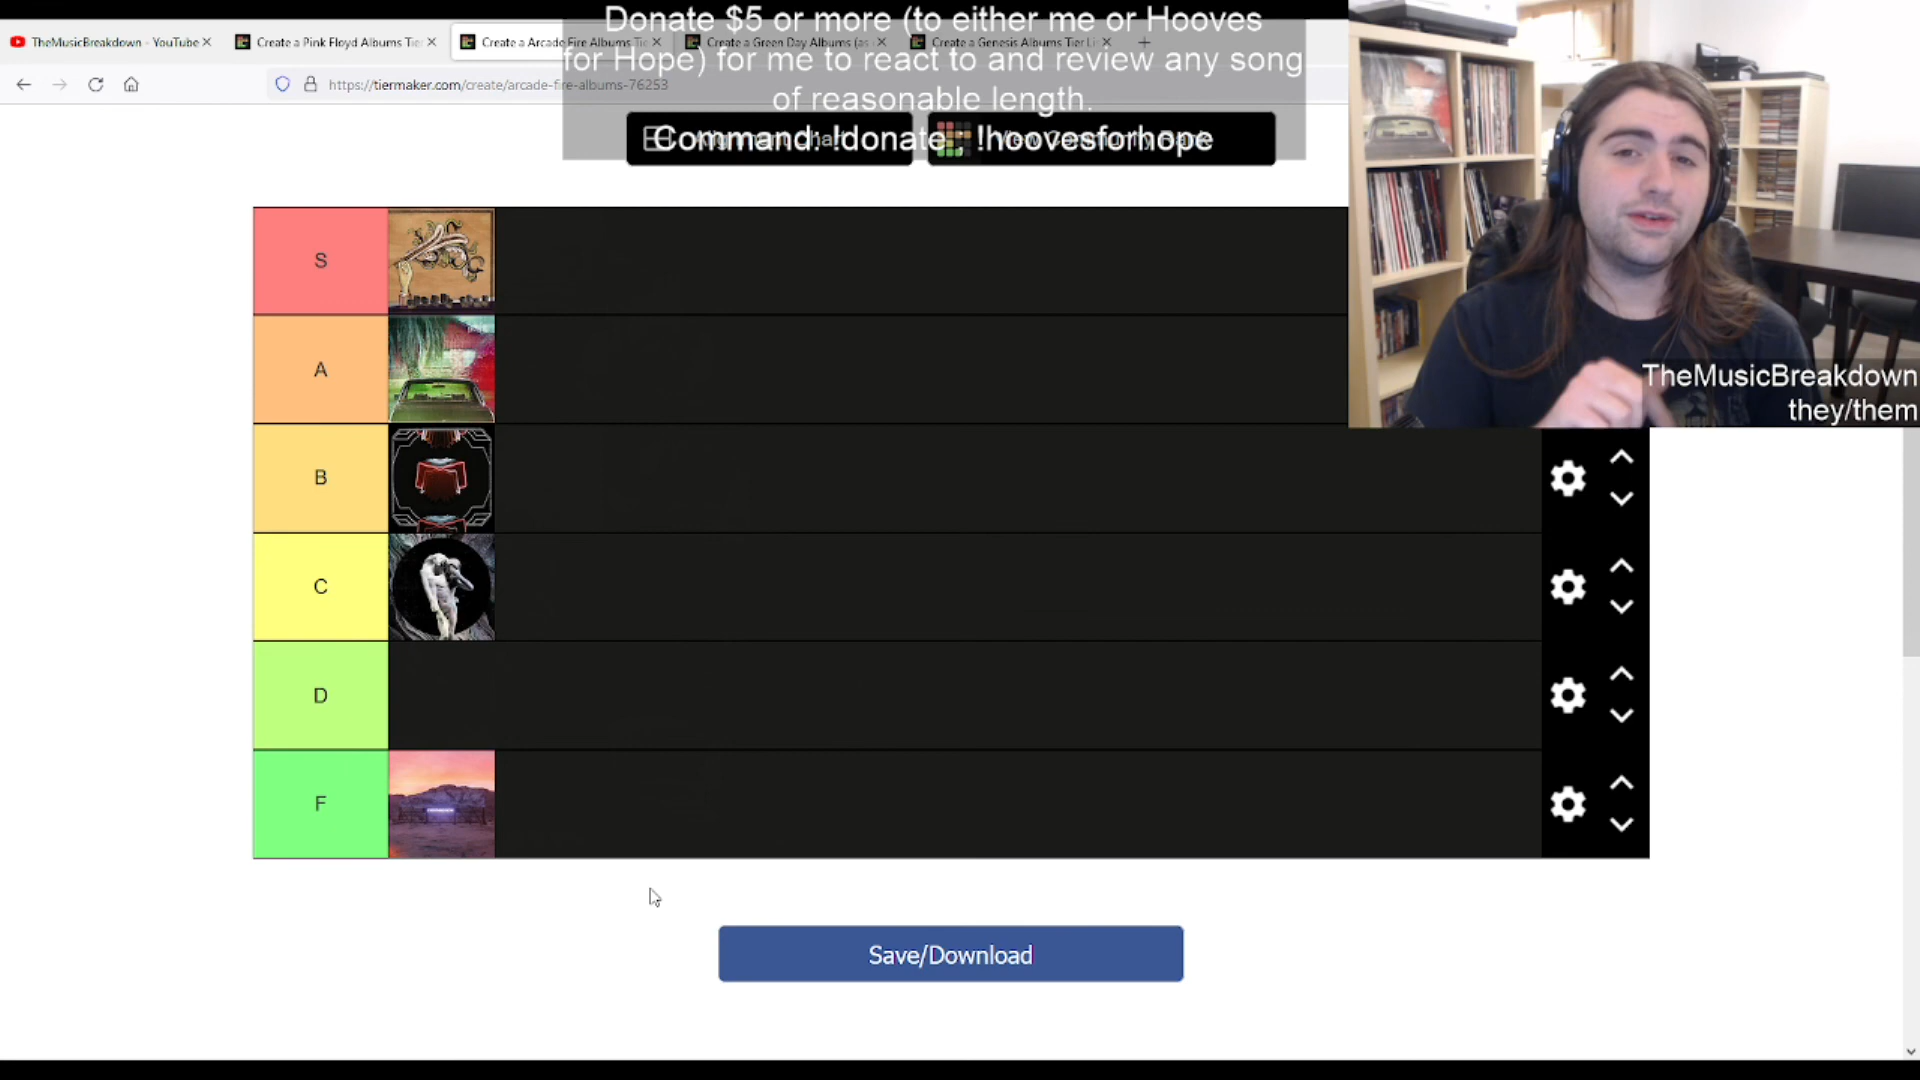 TheMusicBreakdown - YouTube
Create a Pink Floyd Albums Tie
Create a Arcade Fire Albums Tie
Create a Green Day Albums (as
Create a Genesis Albums Tier Li
https://tiermaker.com/create/arcade-fire-albums-76253
Donate $5 or more (to either me or Hooves
for Hope) for me to react to and review any song
of reasonable length.
Command: !donate ; !hoovesforhope
S
A
B
C
D
F
TheMusicBreakdown
they/them
Save/Download